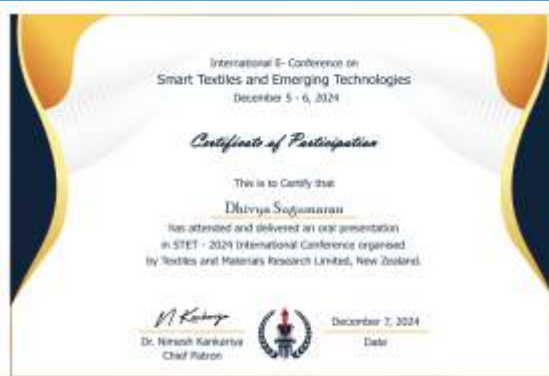 International E- Conference on
Smart Textiles and Emerging Technologies
December 5 - 6, 2024
Certificate of Participation
This is to Certify that
Dhivya
has attended and delivered an oral presentation
in STET - 2024 International Conference organised
by Textiles and Materials Research Limited, New Zealand.
December 7, 2024
Dr. Nimesh Kankariya
Date
Chief Patron